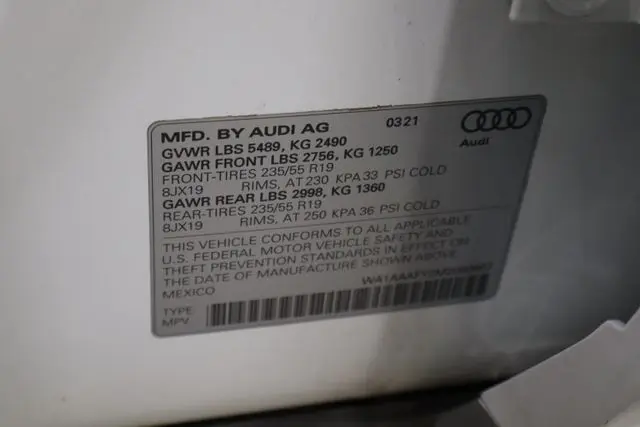 MFD. BY AUDI AG 03 21
GVWR LBS 5489, KG 2490
GAWR FRONT LBS 2756, KG 1250
FRONT-TIRES 235/55 R19
8JX19 RIMS, AT 230 KPA 33 PSI COLD
GAWR REAR LBS 2998, KG 1360
REAR-TIRES 235/55 R19
8JX19 RIMS, AT 250 KPA 36 PSI COLD
THIS VEHICLE CONFORMS TO ALL APPLICABLE
U.S. FEDERAL MOTOR VEHICLE SAFETY AND
THEFT PREVENTION STANDARDS IN EFFECT ON
THE DATE OF MANUFACTURE SHOWN ABOVE.
MEXICO
TYPE
MPV
Audi